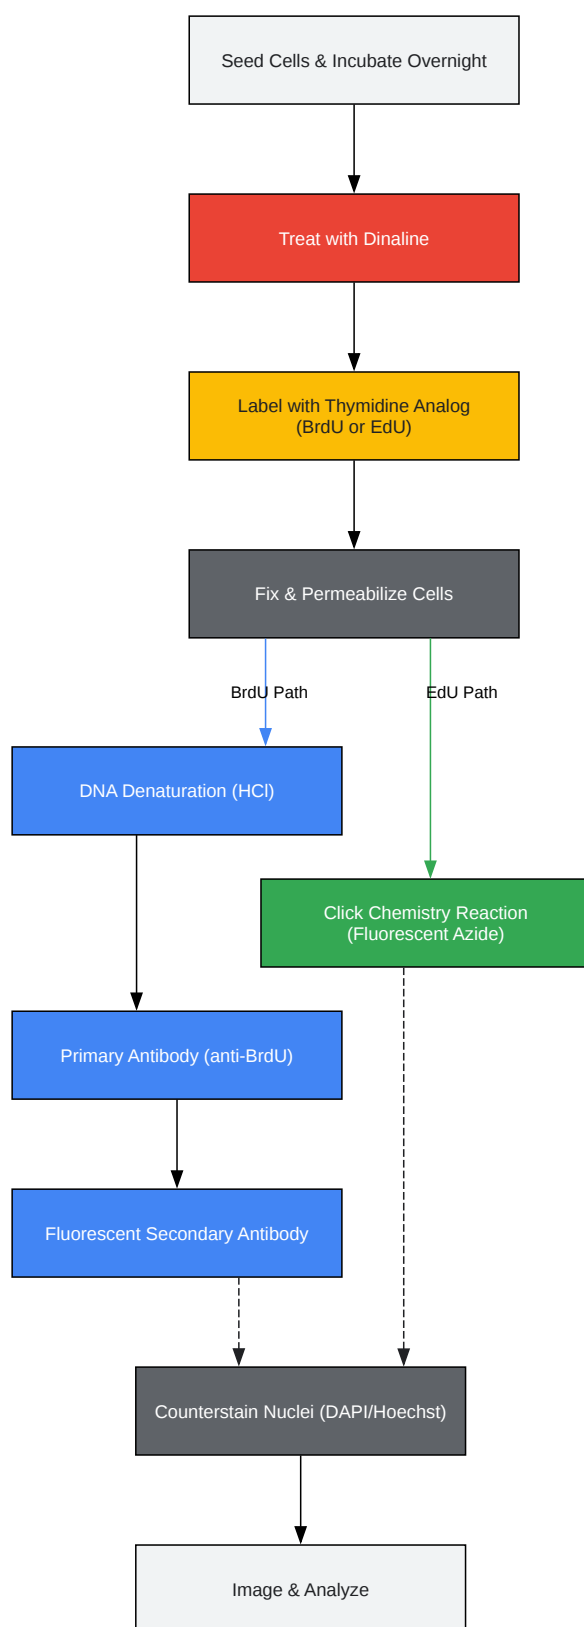 Seed Cells & Incubate Overnight
Treat with Dinaline
Label with Thymidine Analog
(BrdU or EdU)
Fix & Permeabilize Cells
BrdU Path
EdU Path
DNA Denaturation (HCl)
Click Chemistry Reaction
(Fluorescent Azide)
Primary Antibody (anti-BrdU)
Fluorescent Secondary Antibody
Counterstain Nuclei (DAPI/Hoechst)
Image & Analyze